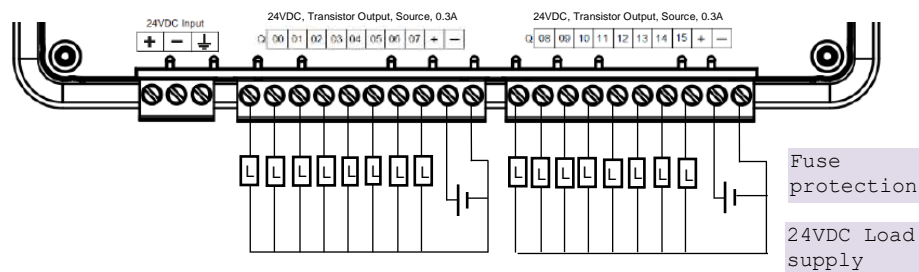 24VDC Input
24VDC, Transistor Output, Source, 0.3A
24VDC, Transistor Output, Source, 0.3A
+ −
Q 00 01 02 03 04 05 06 07 + −
Q 08 09 10 11 12 13 14 15 + −
L L L L L L L L
L L L L L L L L
Fuse
protection
24VDC Load
supply